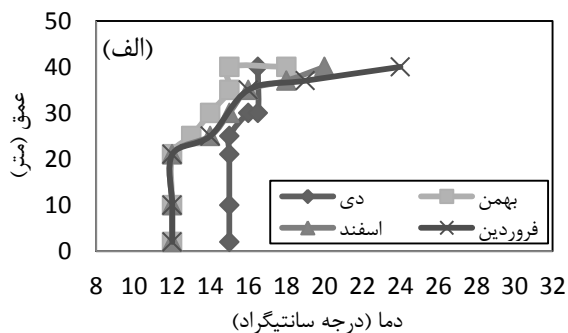 (الف)
عمق (متر)
50
40
30
20
10
0
دی
بهمن
اسفند
فروردین
8 10 12 14 16 18 20 22 24 26 28 30 32
دما (درجه سانتیگراد)